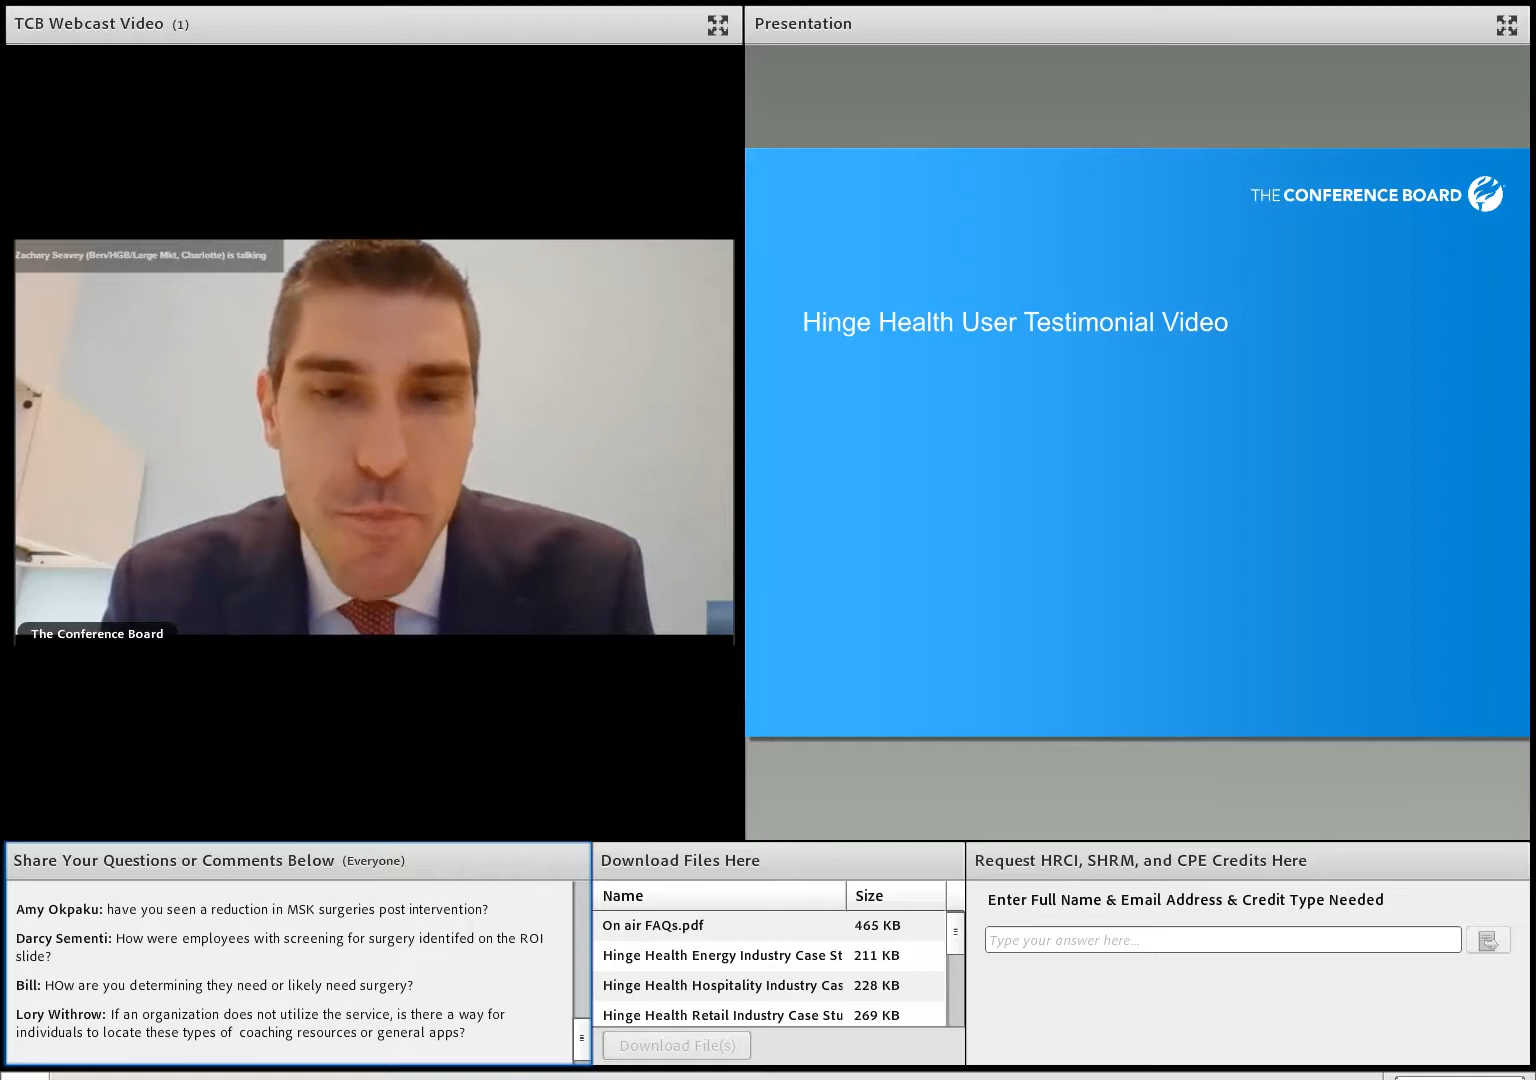 TCB Webcast Video (1)
Presentation
THE CONFERENCE BOARD
Zachary Seavey (Ben/HGB/Large Mkt, Charlotte) is talking
Hinge Health User Testimonial Video
The Conference Board
Share Your Questions or Comments Below (Everyone)
Amy Okpaku: have you seen a reduction in MSK surgeries post intervention?
Darcy Sementi: How were employees with screening for surgery identifed on the ROI
slide?
Bill: HOw are you determining they need or likely need surgery?
Lory Withrow: If an organization does not utilize the service, is there a way for
individuals to locate these types of coaching resources or general apps?
Download Files Here
Name Size
On air FAQs.pdf 465 KB
Hinge Health Energy Industry Case St 211 KB
Hinge Health Hospitality Industry Cas 228 KB
Hinge Health Retail Industry Case Stu 269 KB
Download File(s)
Request HRCI, SHRM, and CPE Credits Here
Enter Full Name & Email Address & Credit Type Needed
Type your answer here...